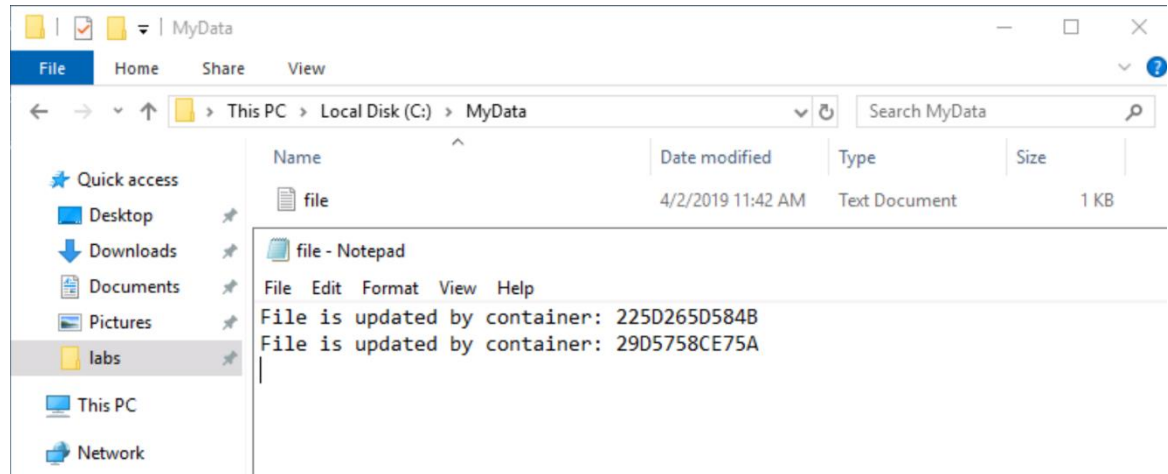 MyData
File Home Share View
This PC > Local Disk (C:) > MyData
Search MyData
Name Date modified Type Size
Quick access
file 4/2/2019 11:42 AM Text Document 1 KB
Desktop
Downloads
Documents
Pictures
labs
This PC
Network
file - Notepad
File Edit Format View Help
File is updated by container: 225D265D584B
File is updated by container: 29D5758CE75A